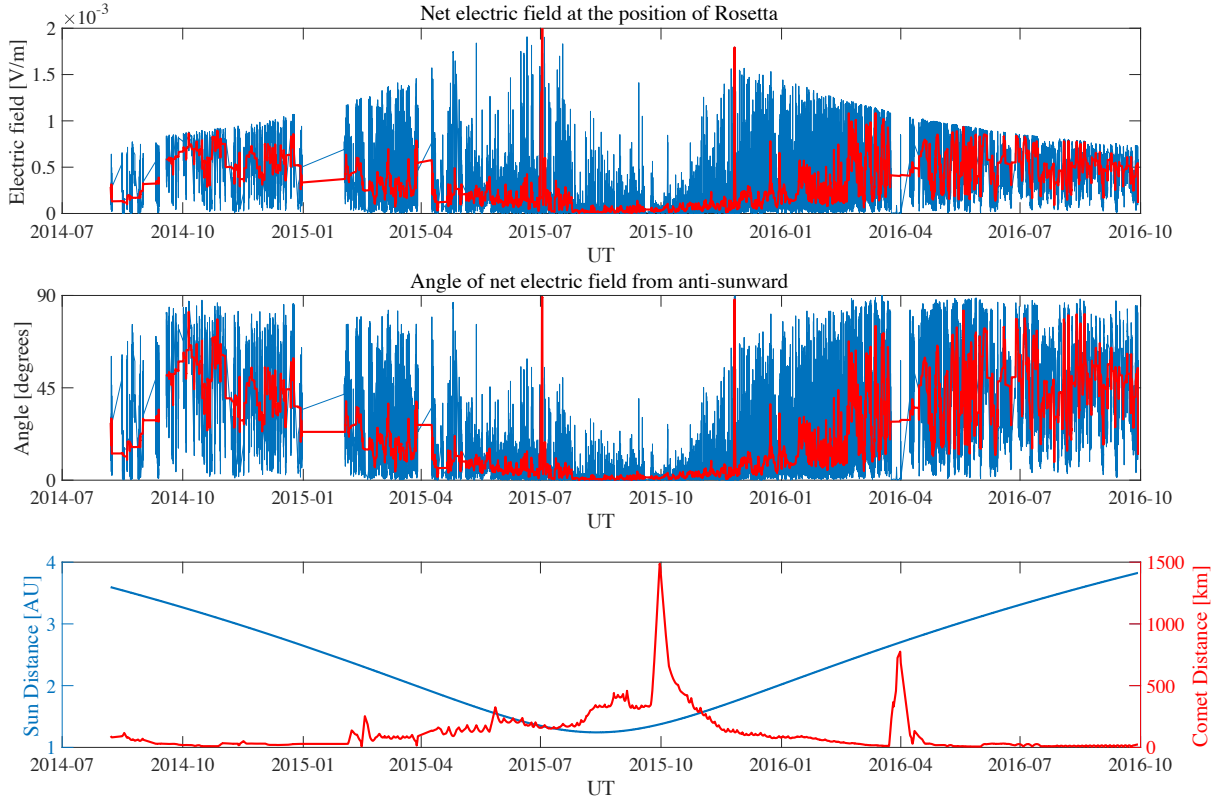 Net electric field at the position of Rosetta
×10⁻³
2
1.5
1
0.5
0
Electric field [V/m]
2014-07 2014-10 2015-01 2015-04 2015-07 2015-10 2016-01 2016-04 2016-07 2016-10
UT
Angle of net electric field from anti-sunward
90
45
0
Angle [degrees]
2014-07 2014-10 2015-01 2015-04 2015-07 2015-10 2016-01 2016-04 2016-07 2016-10
UT
4
3
2
1
Sun Distance [AU]
1500
1000
500
0
Comet Distance [km]
2014-07 2014-10 2015-01 2015-04 2015-07 2015-10 2016-01 2016-04 2016-07 2016-10
UT